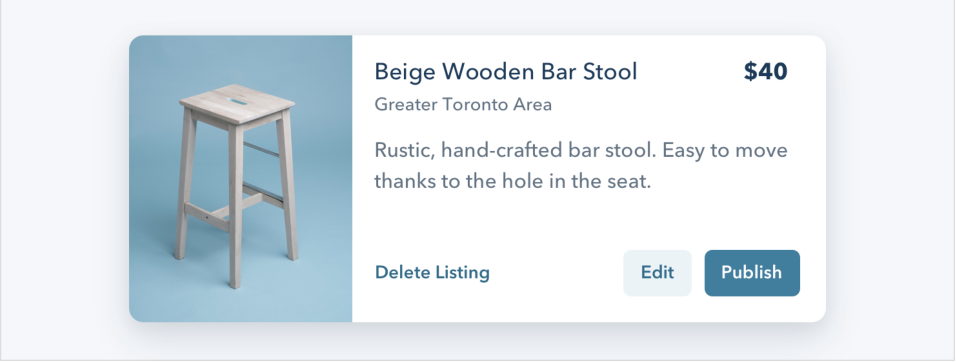 Beige Wooden Bar Stool $40
Greater Toronto Area
Rustic, hand-crafted bar stool. Easy to move
thanks to the hole in the seat.
Delete Listing Edit Publish